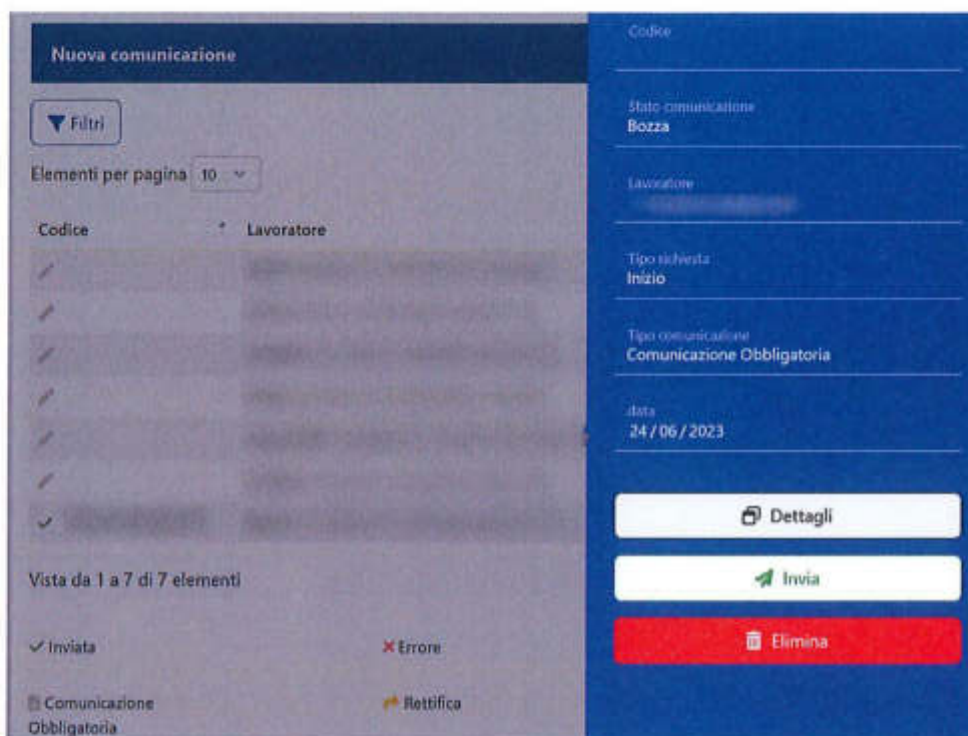 Nuova comunicazione
Filtri
Elementi per pagina 10
Codice Lavoratore
Vista da 1 a 7 di 7 elementi
Inviata Errore
Comunicazione Rettifica
Obbligatoria
Codice
Stato comunicazione
Bozza
Lavoratore
Tipo richiesta
Inizio
Tipo comunicazione
Comunicazione Obbligatoria
data
24 / 06 / 2023
Dettagli
Invia
Elimina